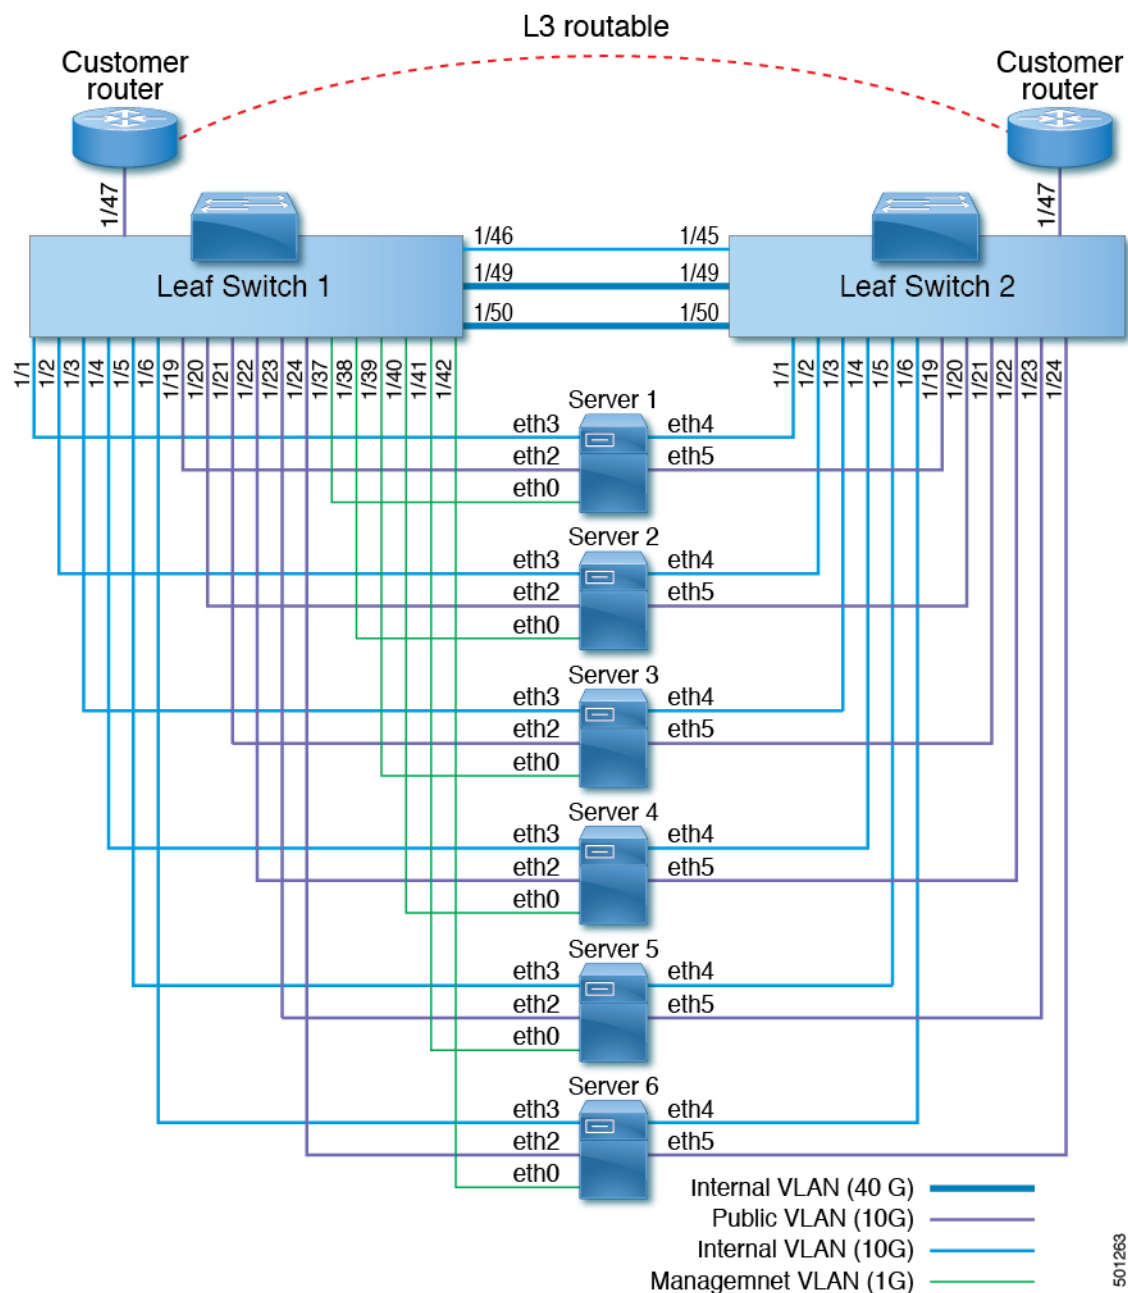 L3 routable
Customer
router
Customer
router
1/47
1/47
Leaf Switch 1
1/46
1/45
1/49
1/49
1/50
1/50
Leaf Switch 2
1/1
1/2
1/3
1/4
1/5
1/6
1/19
1/20
1/21
1/22
1/23
1/24
1/37
1/38
1/39
1/40
1/41
1/42
1/1
1/2
1/3
1/4
1/5
1/6
1/19
1/20
1/21
1/22
1/23
1/24
Server 1
eth3
eth4
eth2
eth5
eth0
Server 2
eth3
eth4
eth2
eth5
eth0
Server 3
eth3
eth4
eth2
eth5
eth0
Server 4
eth3
eth4
eth2
eth5
eth0
Server 5
eth3
eth4
eth2
eth5
eth0
Server 6
eth3
eth4
eth2
eth5
eth0
Internal VLAN (40 G)
Public VLAN (10G)
Internal VLAN (10G)
Managemnet VLAN (1G)
501263